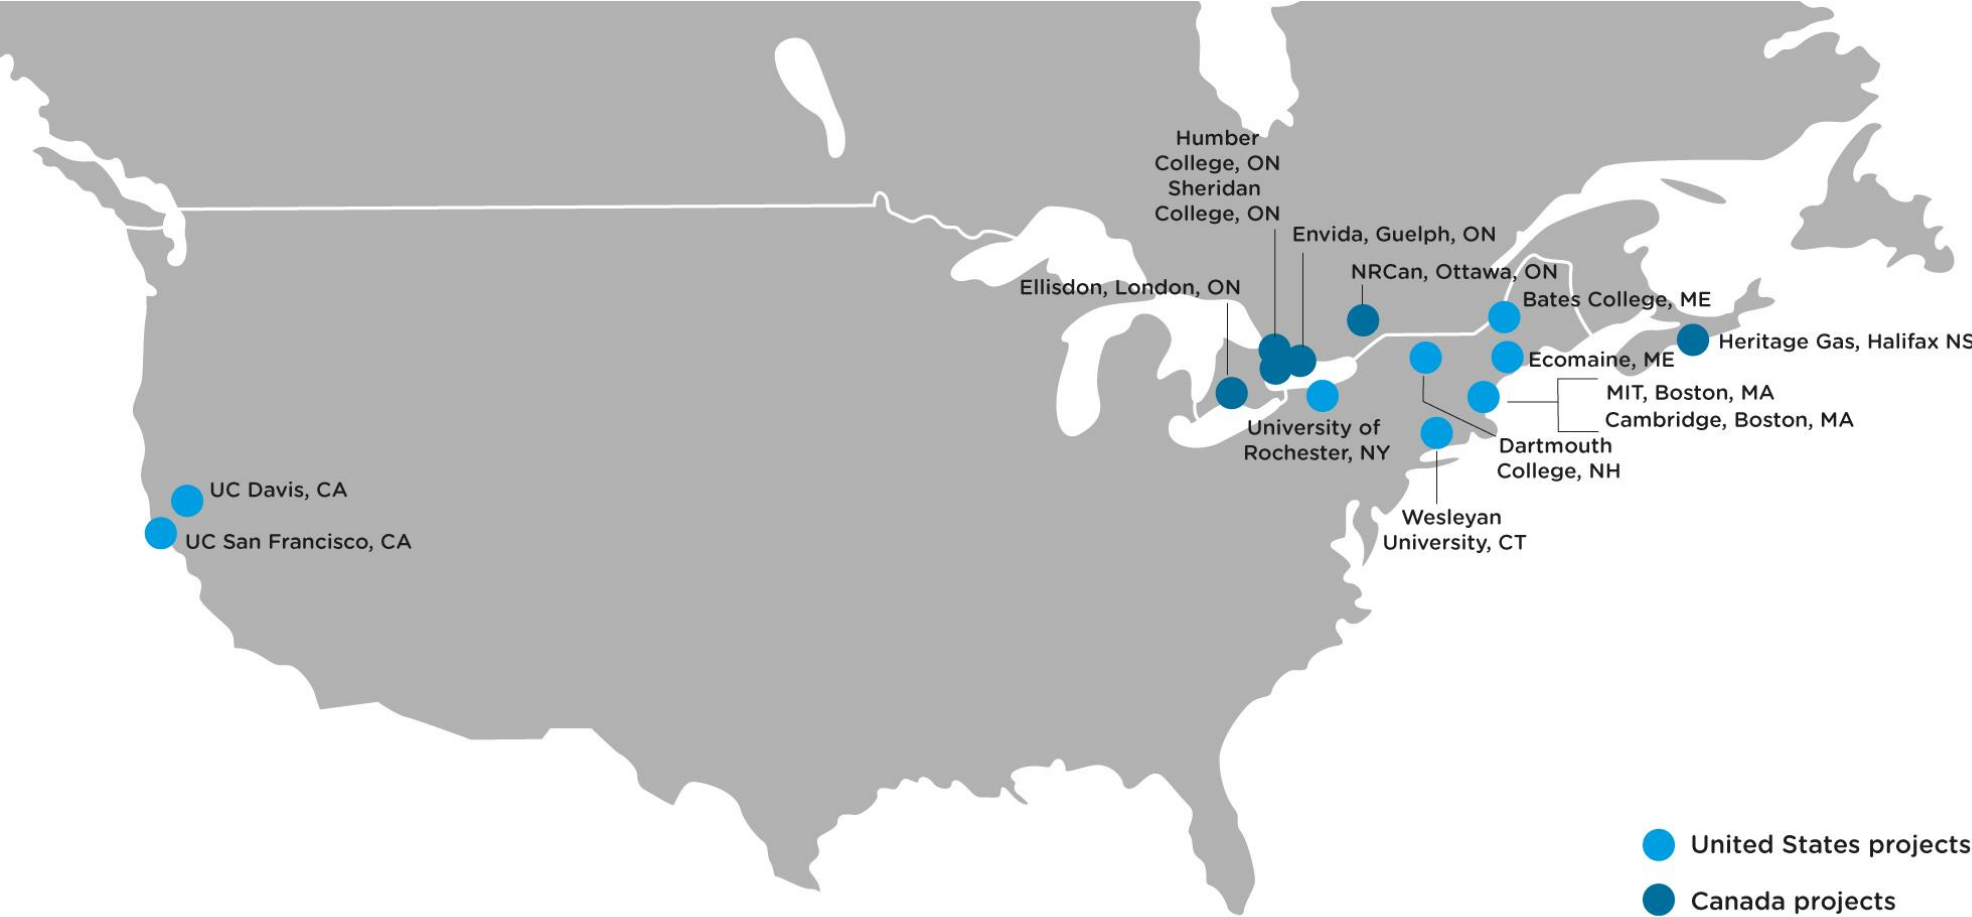 Humber
College, ON
Sheridan
College, ON
Envida, Guelph, ON
NRCan, Ottawa, ON
Ellisdon, London, ON
Bates College, ME
Heritage Gas, Halifax NS
Ecomaine, ME
MIT, Boston, MA
Cambridge, Boston, MA
University of
Rochester, NY
Dartmouth
College, NH
UC Davis, CA
UC San Francisco, CA
Wesleyan
University, CT
United States projects
Canada projects